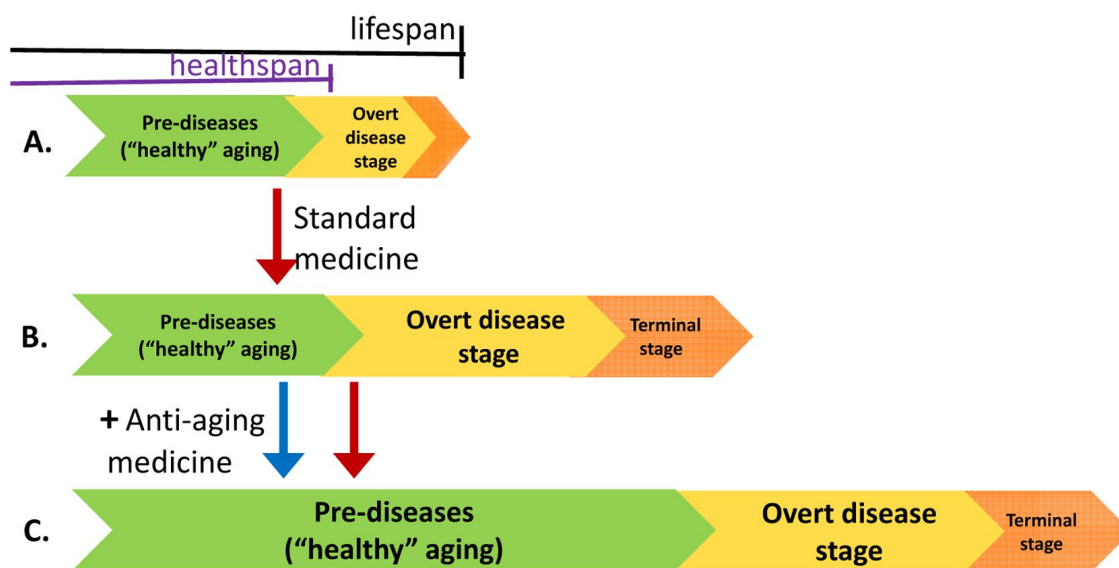 lifespan
healthspan
A.
Pre-diseases
(“healthy” aging)
Overt
disease
stage
Standard
medicine
B.
Pre-diseases
(“healthy” aging)
Overt disease
stage
Terminal
stage
+ Anti-aging
medicine
C.
Pre-diseases
(“healthy” aging)
Overt disease
stage
Terminal
stage